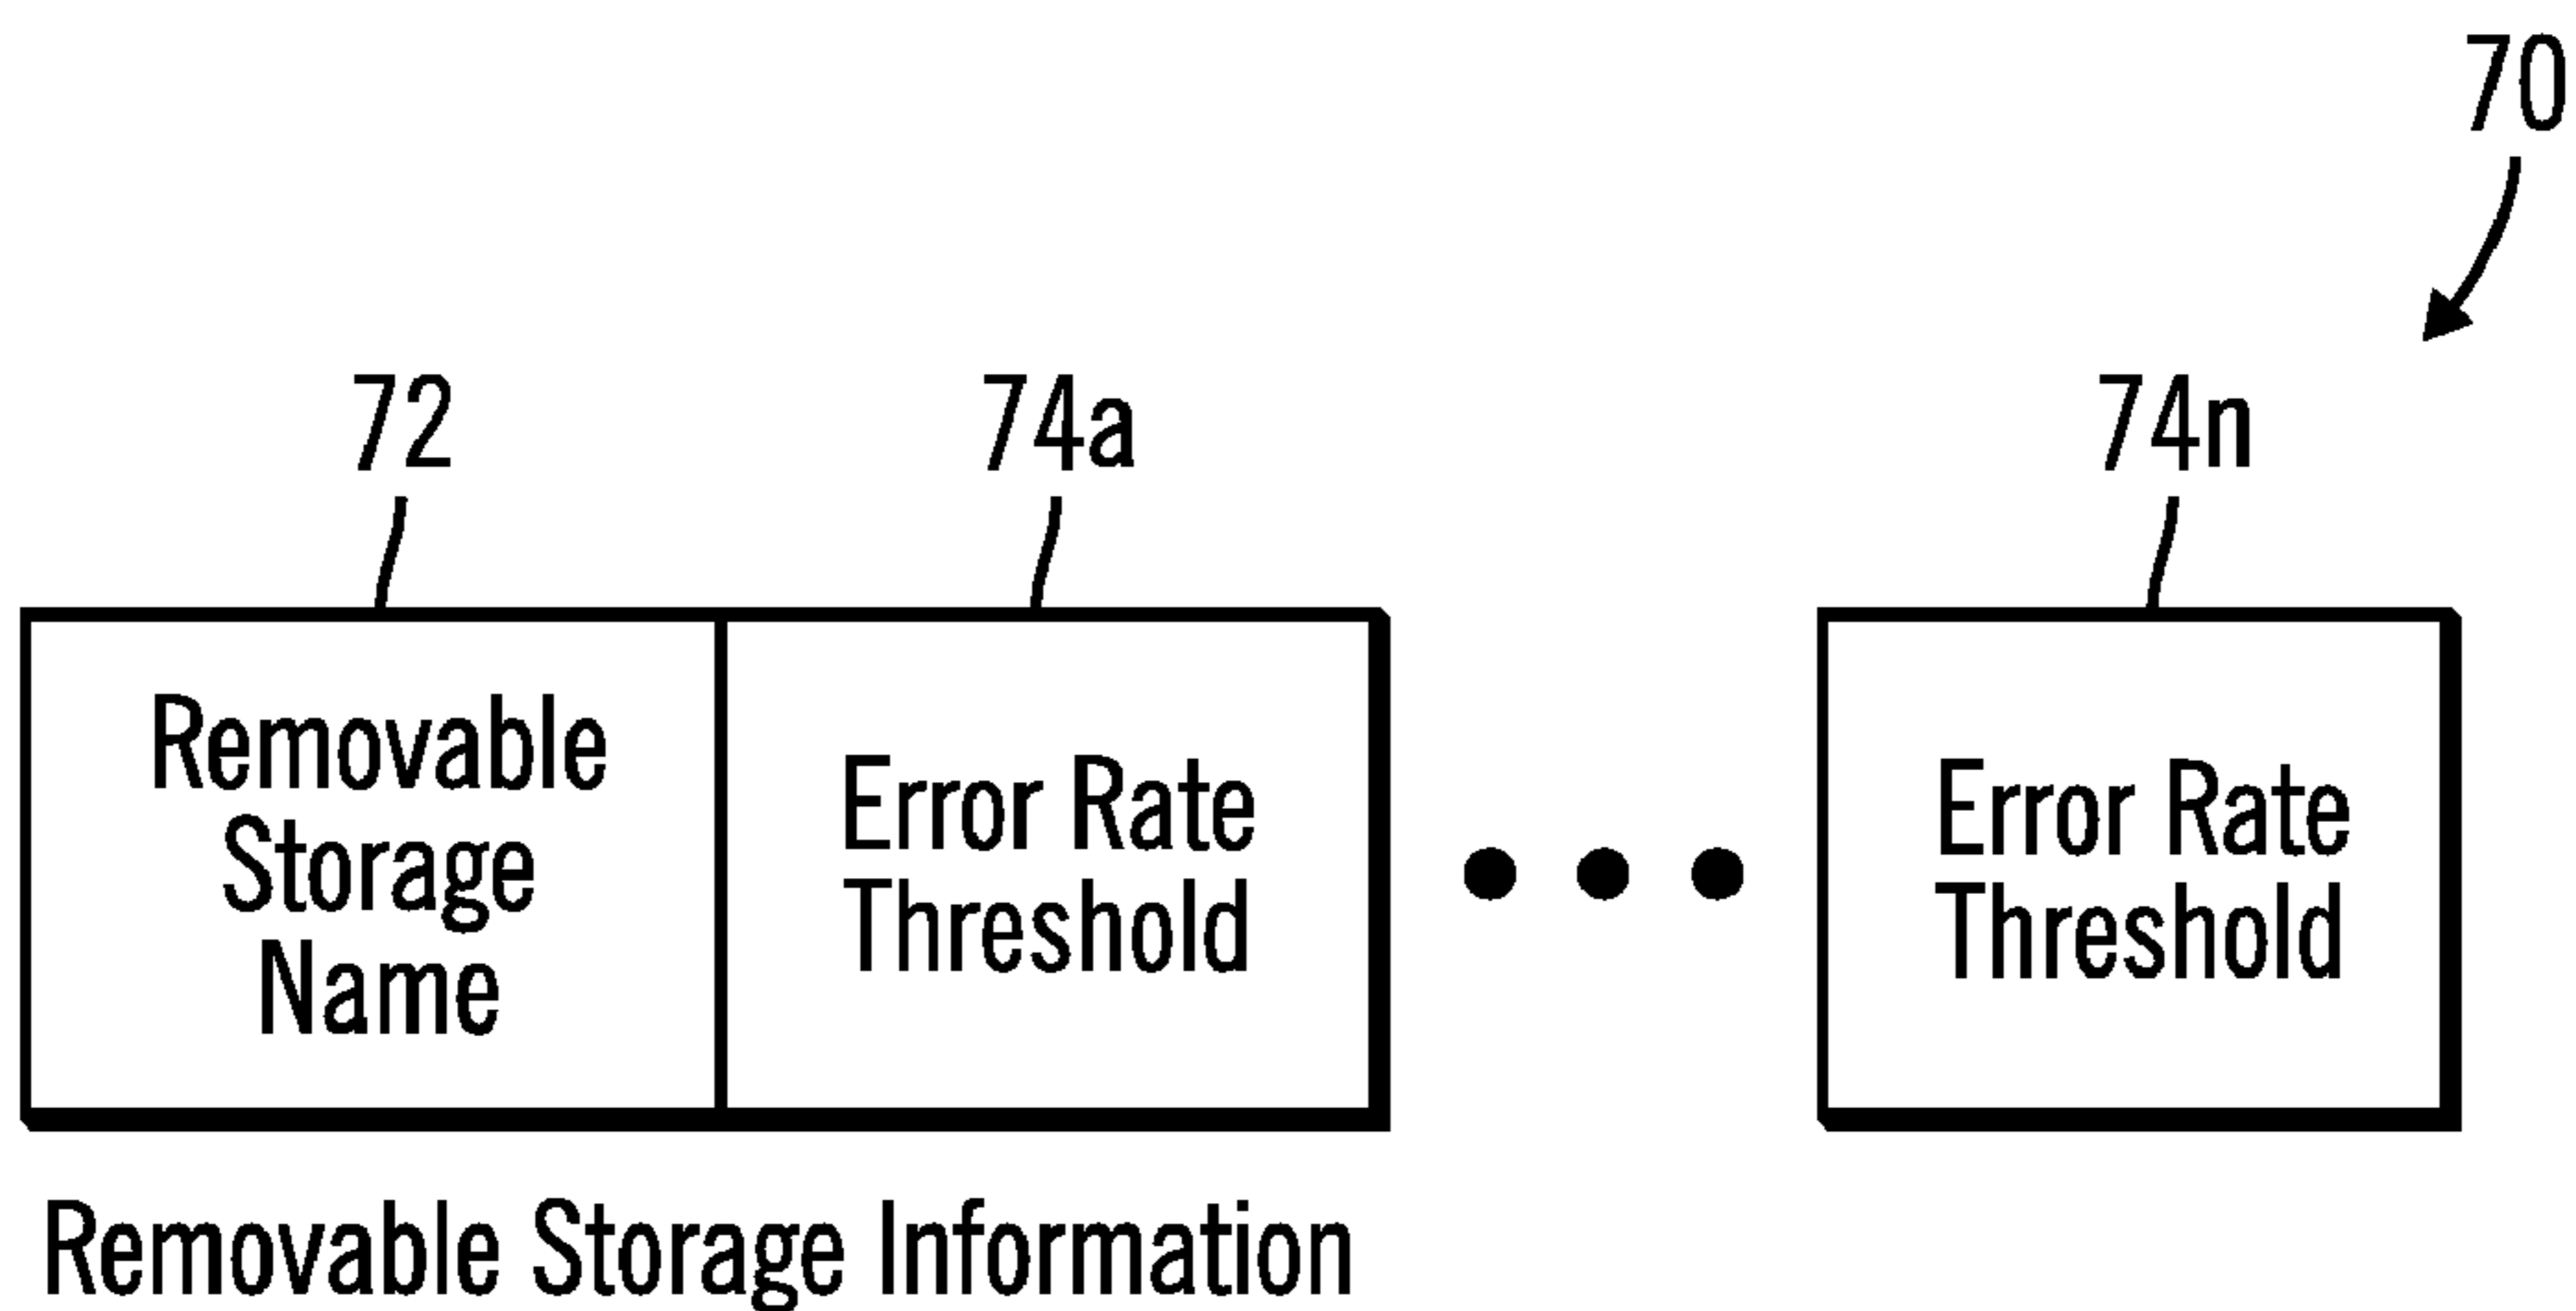 70
72
74a
74n
Removable
Storage
Name
Error Rate
Threshold
Error Rate
Threshold
Removable Storage Information